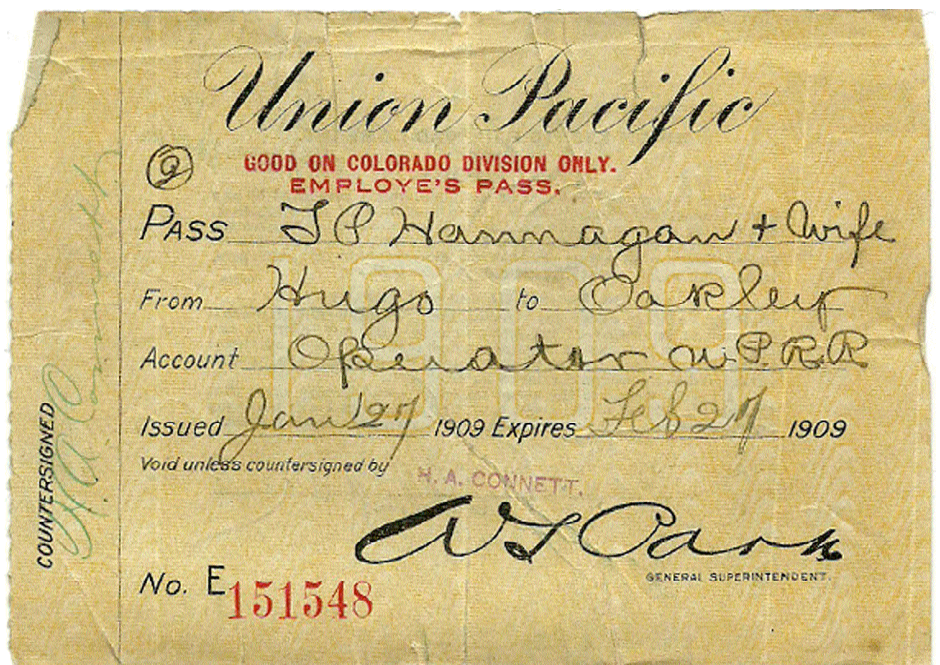 Union Pacific
2 GOOD ON COLORADO DIVISION ONLY.
EMPLOYE'S PASS.
PASS T P Hannagan + Wife
From Hugo to Oakley
Account Operator U P R R
Issued Jan 27 1909 Expires Feb 27 1909
Void unless countersigned by H. A. CONNETT.
A L Park
GENERAL SUPERINTENDENT.
No. E 151548
COUNTERSIGNED H. A. Connett
1909